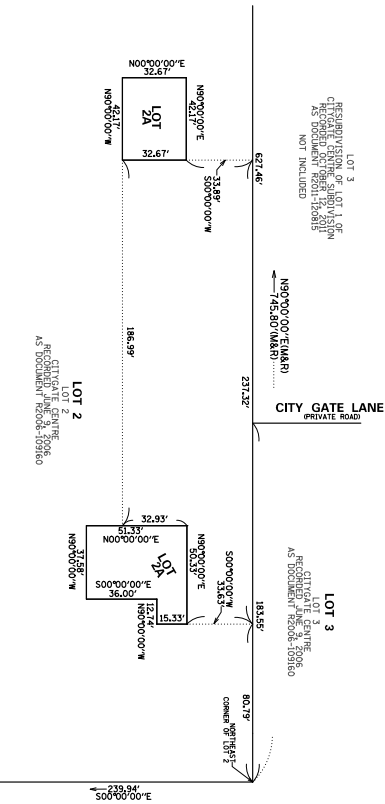 LOT 3
RESUBDIVISION OF LOT 1 OF
CITYGATE CENTRE SUBDIVISION
RECORDED OCTOBER 12, 2011
AS DOCUMENT R2011-120815
NOT INCLUDED
N00°00'00"E
32.67'
N90°00'00"E
42.17'
LOT
2A
N90°00'00"W
42.17'
32.67'
33.89'
S00°00'00"W
627.46'
N90°00'00"E(M&R)
745.80'(M&R)
237.32'
186.99'
CITY GATE LANE
(PRIVATE ROAD)
LOT 2
LOT 2
CITYGATE CENTRE
RECORDED JUNE 9, 2006
AS DOCUMENT R2006-109160
LOT 3
LOT 3
CITYGATE CENTRE
RECORDED JUNE 9, 2006
AS DOCUMENT R2006-109160
32.93'
51.33'
N00°00'00"E
N90°00'00"E
50.33'
LOT
2A
N90°00'00"W
37.58'
S00°00'00"E
36.00'
12.74'
N90°00'00"W
15.33'
S00°00'00"W
33.63'
183.55'
80.79'
NORTHEAST
CORNER OF LOT 2
239.94'
S00°00'00"E